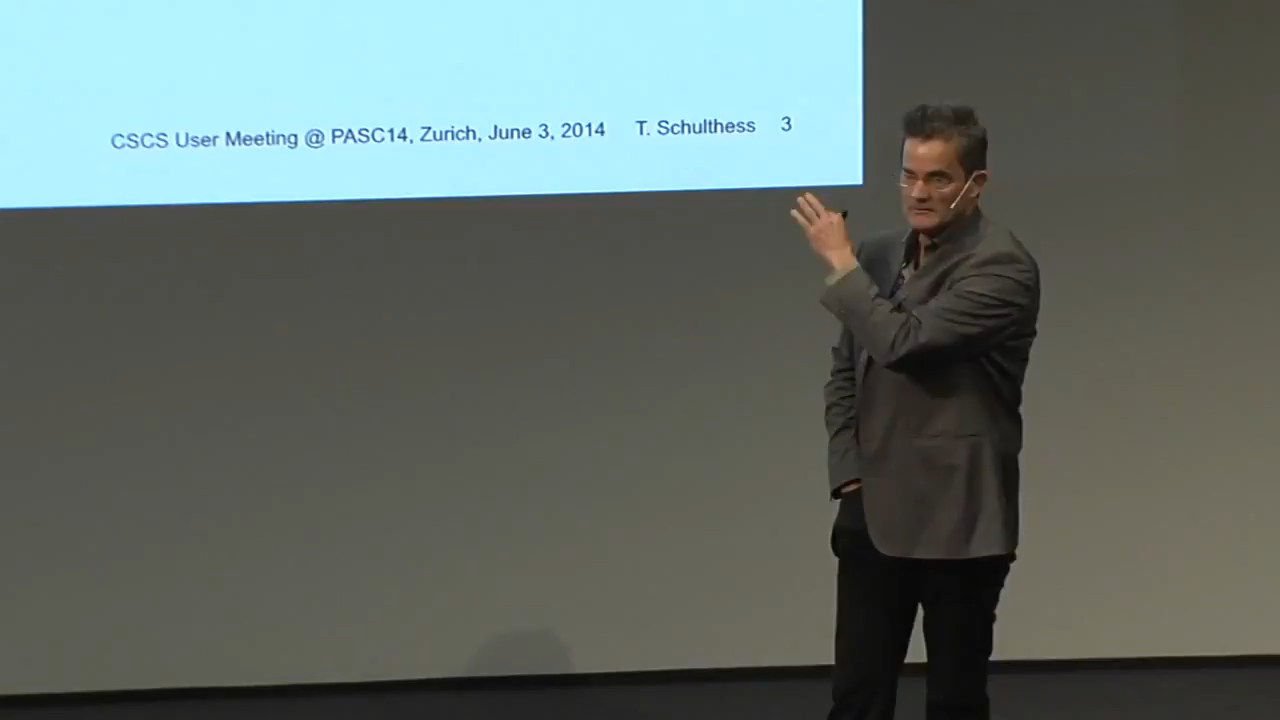 CSCS User Meeting @ PASC14, Zurich, June 3, 2014 T. Schulthess 3